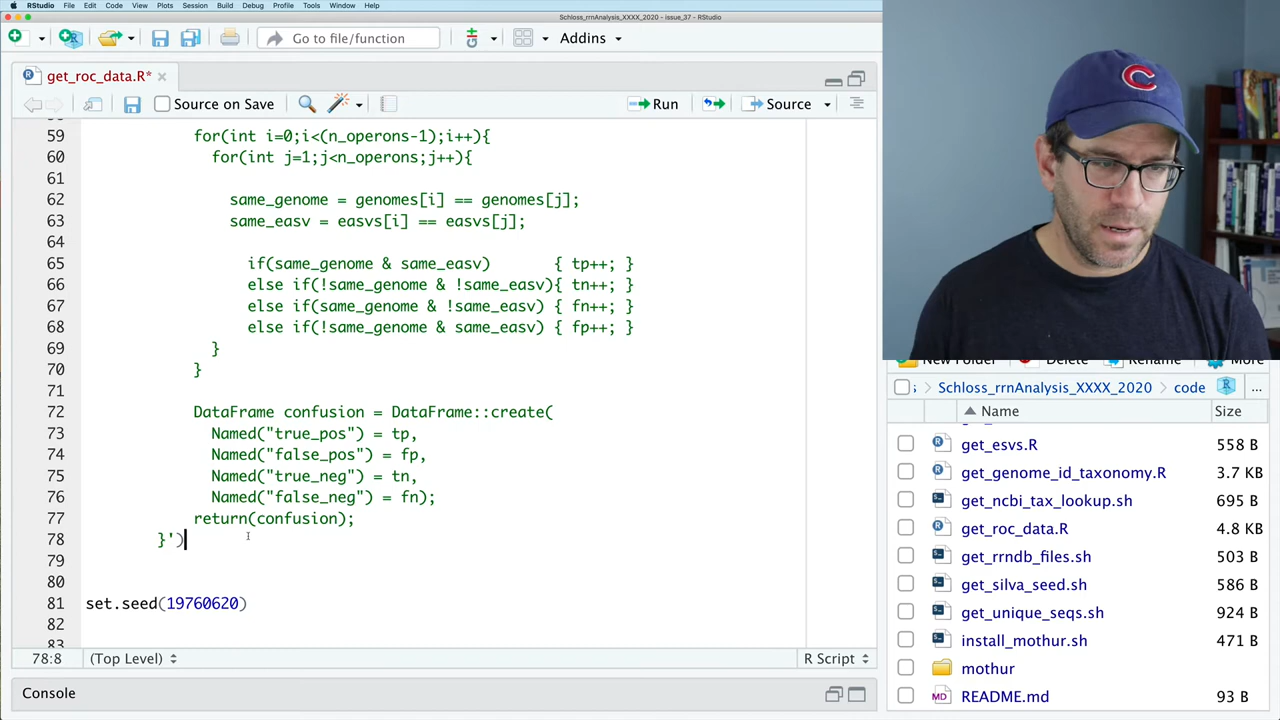 RStudio File Edit Code View Plots Session Build Debug Profile Tools Window Help
Schloss_rrnAnalysis_XXXX_2020 - issue_37 - RStudio
Go to file/function Addins
get_roc_data.R*
Source on Save Run Source
59 for(int i=0;i<(n_operons-1);i++){
60 for(int j=1;j<n_operons;j++){
61
62 same_genome = genomes[i] == genomes[j];
63 same_easv = easvs[i] == easvs[j];
64
65 if(same_genome & same_easv) { tp++; }
66 else if(!same_genome & !same_easv){ tn++; }
67 else if(same_genome & !same_easv) { fn++; }
68 else if(!same_genome & same_easv) { fp++; }
69 }
70 }
71
72 DataFrame confusion = DataFrame::create(
73 Named("true_pos") = tp,
74 Named("false_pos") = fp,
75 Named("true_neg") = tn,
76 Named("false_neg") = fn);
77 return(confusion);
78 }')
79
80
81 set.seed(19760620)
82
83
78:8 (Top Level) R Script
Console
C
New Folder Delete Rename More
s Schloss_rrnAnalysis_XXXX_2020 code ...
Name Size
get_esvs.R 558 B
get_genome_id_taxonomy.R 3.7 KB
get_ncbi_tax_lookup.sh 695 B
get_roc_data.R 4.8 KB
get_rrndb_files.sh 503 B
get_silva_seed.sh 586 B
get_unique_seqs.sh 924 B
install_mothur.sh 471 B
mothur
README.md 93 B